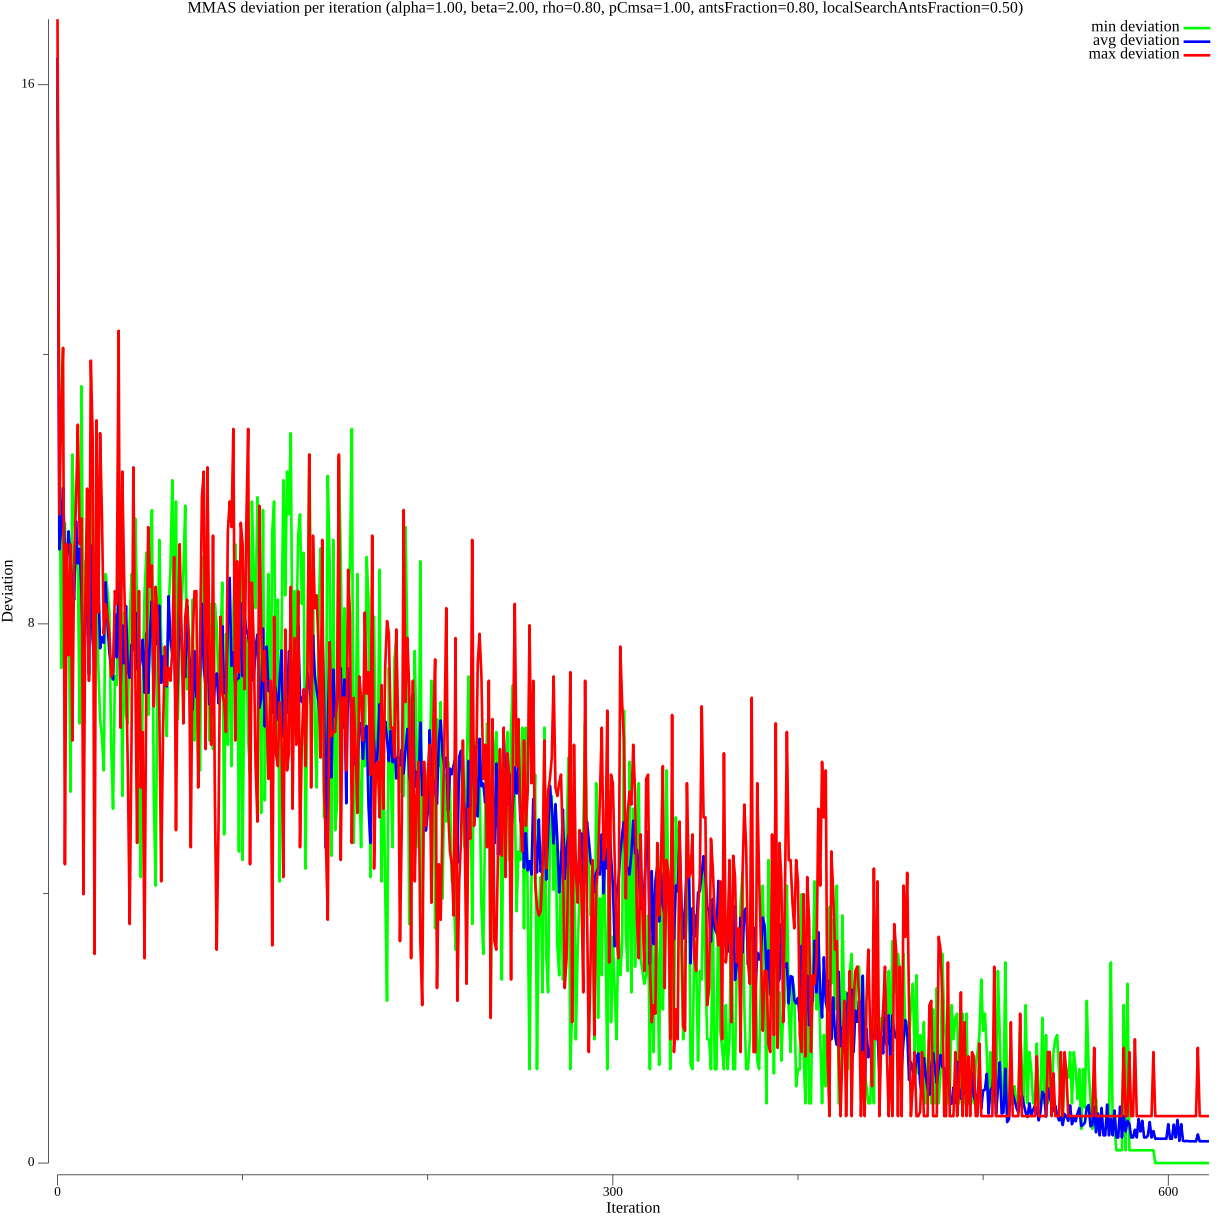 MMAS deviation per iteration (alpha=1.00, beta=2.00, rho=0.80, pCmsa=1.00, antsFraction=0.80, localSearchAntsFraction=0.50)
min deviation
avg deviation
max deviation
16
8
0
Deviation
0
300
600
Iteration